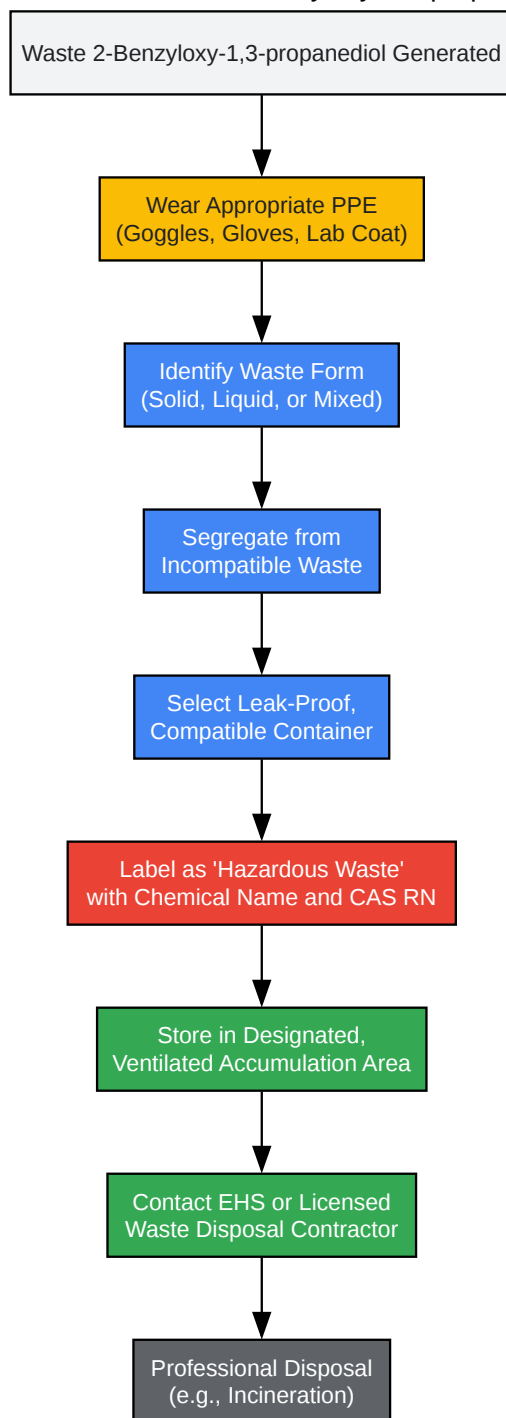 Waste 2-Benzyloxy-1,3-propanediol Generated
Wear Appropriate PPE
(Goggles, Gloves, Lab Coat)
Identify Waste Form
(Solid, Liquid, or Mixed)
Segregate from
Incompatible Waste
Select Leak-Proof,
Compatible Container
Label as 'Hazardous Waste'
with Chemical Name and CAS RN
Store in Designated,
Ventilated Accumulation Area
Contact EHS or Licensed
Waste Disposal Contractor
Professional Disposal
(e.g., Incineration)